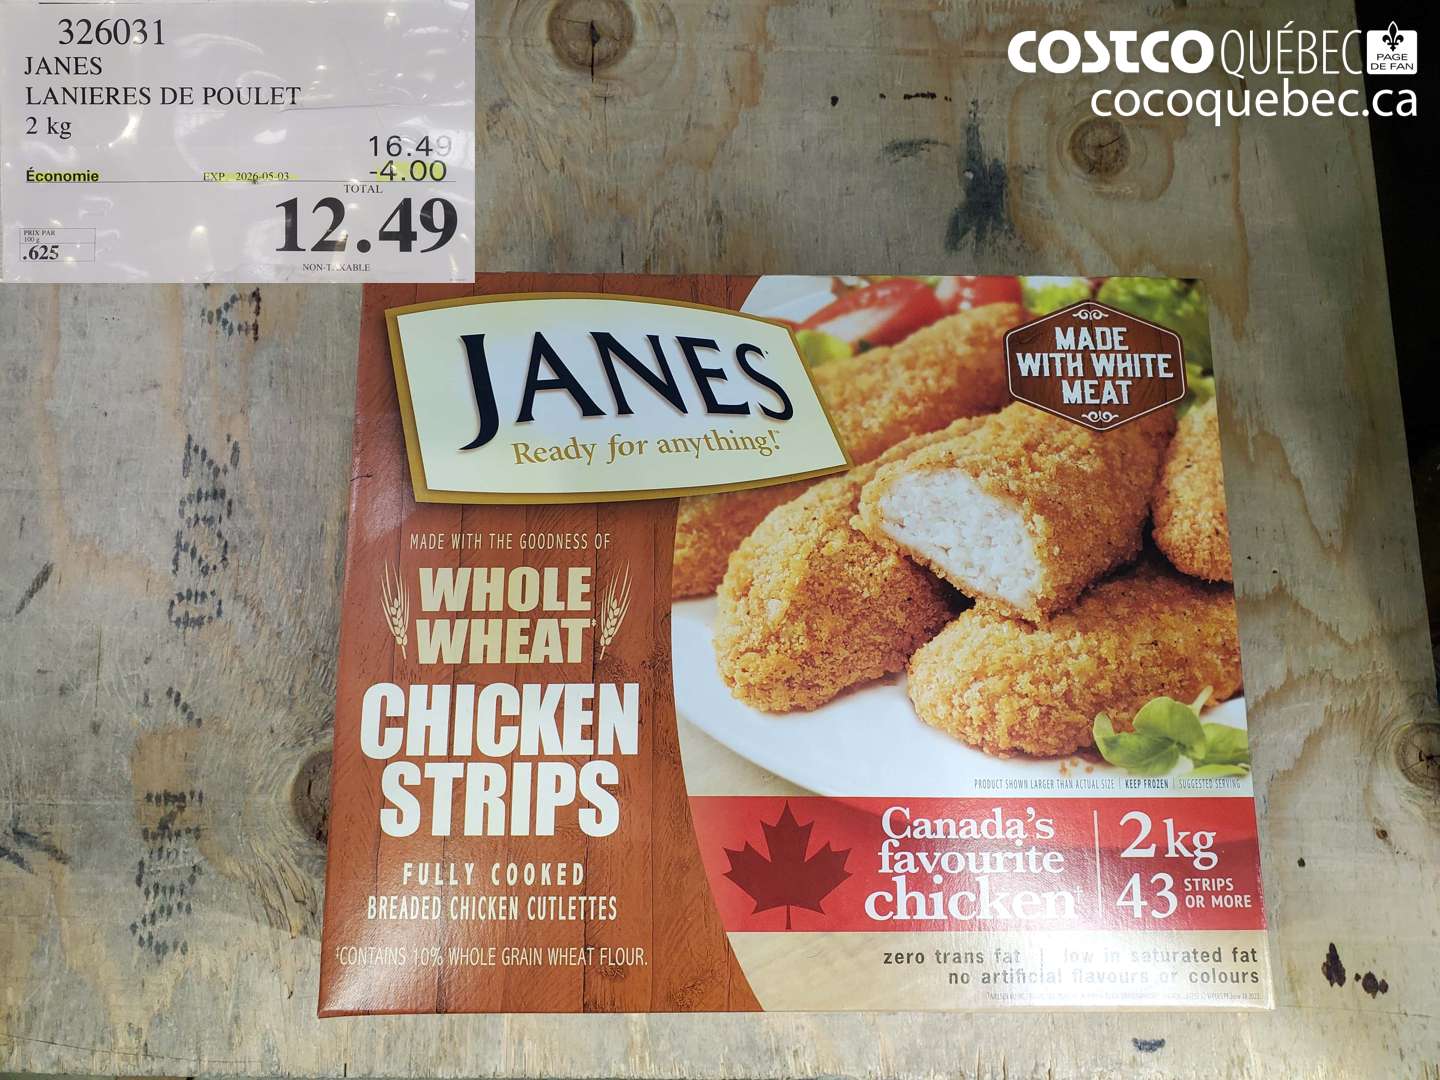 326031
JANES
LANIERES DE POULET
2 kg
16.49
Économie EXP. 2026-05-03 -4.00
TOTAL
12.49
PRIX PAR
100 g
.625
COSTCO QUÉBEC PAGE DE FAN
cocoquebec.ca
JANES
Ready for anything!
MADE
WITH WHITE
MEAT
MADE WITH THE GOODNESS OF
WHOLE
WHEAT‡
CHICKEN
STRIPS
FULLY COOKED
BREADED CHICKEN CUTLETTES
‡CONTAINS 10% WHOLE GRAIN WHEAT FLOUR.
PRODUCT SHOWN LARGER THAN ACTUAL SIZE | KEEP FROZEN | SUGGESTED SERVING
Canada's
favourite
chicken†
2 kg
43 STRIPS OR MORE
zero trans fat | low in saturated fat
no artificial flavours or colours